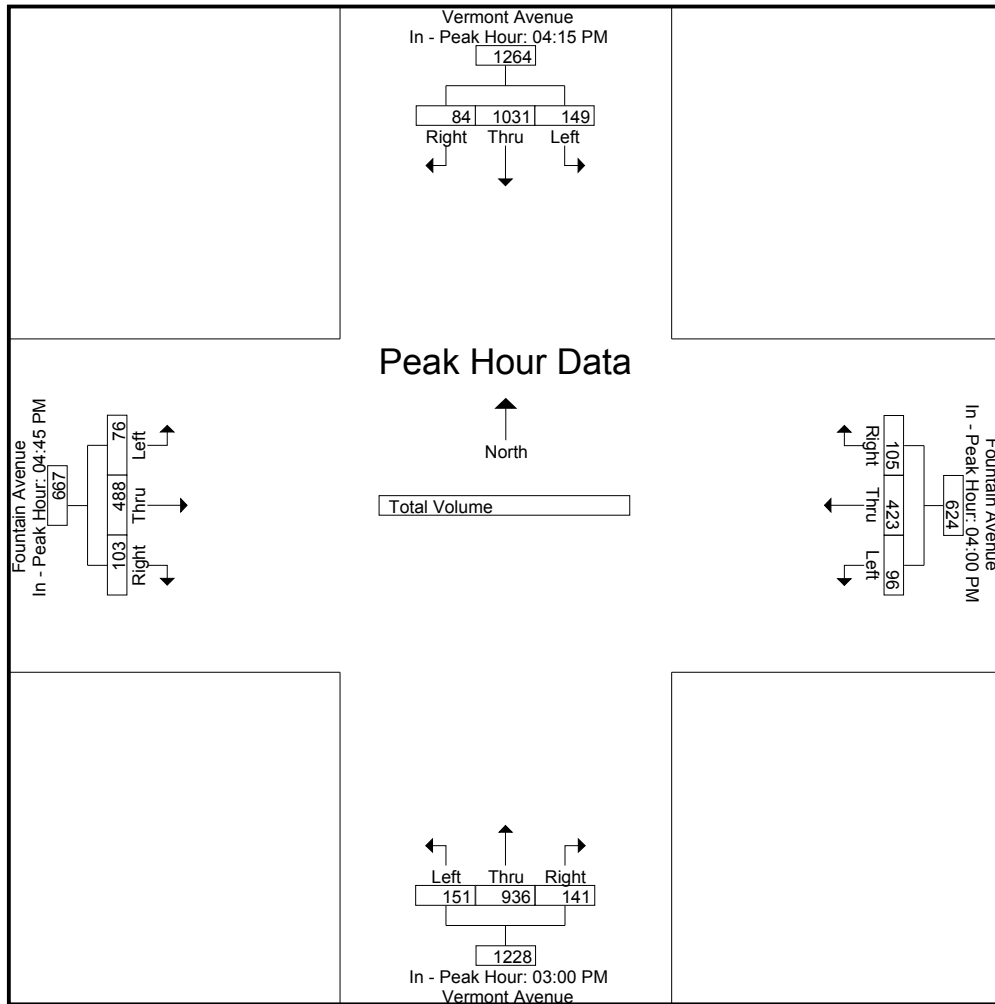 Vermont Avenue
In - Peak Hour: 04:15 PM
1264
84 1031 149
Right Thru Left
Peak Hour Data
North
Total Volume
Fountain Avenue
In - Peak Hour: 04:45 PM
667
76 488 103
Left Thru Right
Fountain Avenue
In - Peak Hour: 04:00 PM
624
105 423 96
Right Thru Left
Left Thru Right
151 936 141
1228
In - Peak Hour: 03:00 PM
Vermont Avenue